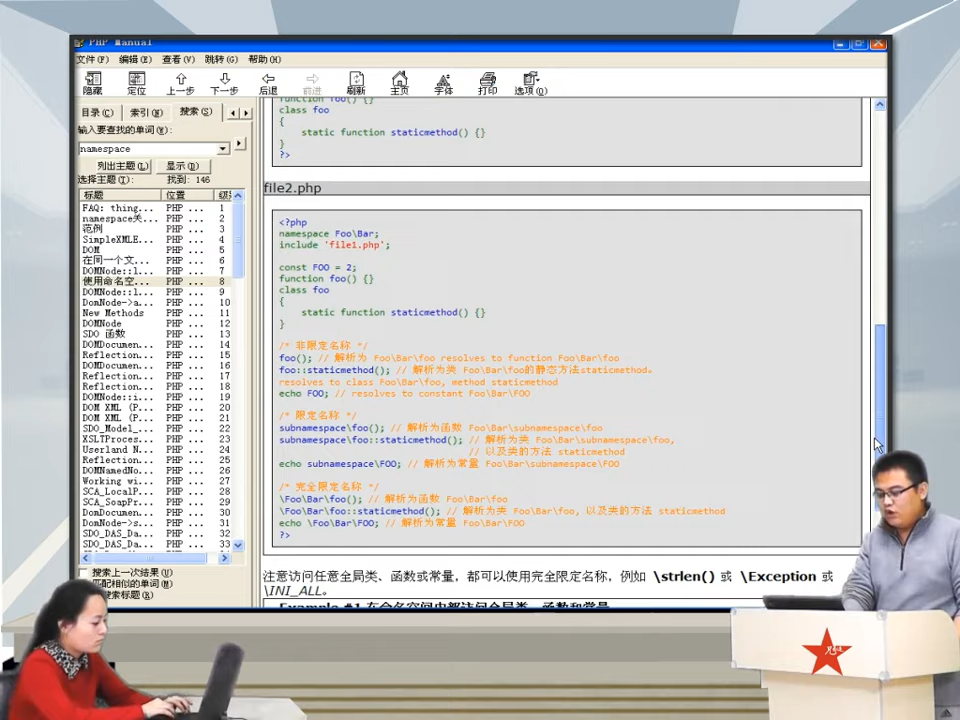 PHP Manual
文件(F) 编辑(E) 查看(V) 跳转(G) 帮助(H)
隐藏 定位 上一步 下一步 后退 前进 刷新 主页 字体 打印 选项(O)
目录(C) 索引(N) 搜索(S)
输入要查找的单词(W):
namespace
列出主题(L) 显示(D)
选择主题(T): 找到: 146
标题 位置
FAQ: thing... PHP ... 1
namespace关... PHP ... 2
范例 PHP ... 3
SimpleXMLE... PHP ... 4
DOM PHP ... 5
在同一个文... PHP ... 6
DOMNode::l... PHP ... 7
使用命名空... PHP ... 8
DOMNode::l... PHP ... 9
DomNode->a... PHP ... 10
New Methods PHP ... 11
DOMNode PHP ... 12
SDO 函数 PHP ... 13
DOMDocumen... PHP ... 14
Reflection... PHP ... 15
DOMDocumen... PHP ... 16
Reflection... PHP ... 17
Reflection... PHP ... 18
DOMNode::i... PHP ... 19
DOM XML (P... PHP ... 20
DOM XML (P... PHP ... 21
SDO_Model_... PHP ... 22
XSLTProces... PHP ... 23
Userland N... PHP ... 24
Reflection... PHP ... 25
DOMNamedNo... PHP ... 26
Working wi... PHP ... 27
SCA_LocalP... PHP ... 28
SCA_SoapPr... PHP ... 29
DomDocumen... PHP ... 30
DomNode->s... PHP ... 31
SDO_DAS_Da... PHP ... 32
SDO_DAS_Da... PHP ... 33
搜索上一次结果(U)
匹配相似的单词(M)
搜索标题(R)
function foo() {}
class foo
{
static function staticmethod() {}
}
?>
file2.php
<?php
namespace Foo\Bar;
include 'file1.php';
const FOO = 2;
function foo() {}
class foo
{
static function staticmethod() {}
}
/* 非限定名称 */
foo(); // 解析为 Foo\Bar\foo resolves to function Foo\Bar\foo
foo::staticmethod(); // 解析为类 Foo\Bar\foo的静态方法staticmethod。
resolves to class Foo\Bar\foo, method staticmethod
echo FOO; // resolves to constant Foo\Bar\FOO
/* 限定名称 */
subnamespace\foo(); // 解析为函数 Foo\Bar\subnamespace\foo
subnamespace\foo::staticmethod(); // 解析为类 Foo\Bar\subnamespace\foo,
// 以及类的方法 staticmethod
echo subnamespace\FOO; // 解析为常量 Foo\Bar\subnamespace\FOO
/* 完全限定名称 */
\Foo\Bar\foo(); // 解析为函数 Foo\Bar\foo
\Foo\Bar\foo::staticmethod(); // 解析为类 Foo\Bar\foo, 以及类的方法 staticmethod
echo \Foo\Bar\FOO; // 解析为常量 Foo\Bar\FOO
?>
注意访问任意全局类、函数或常量，都可以使用完全限定名称，例如 \strlen() 或 \Exception 或
\INI_ALL。
Example #1 在命名空间内部访问全局类、函数和常量